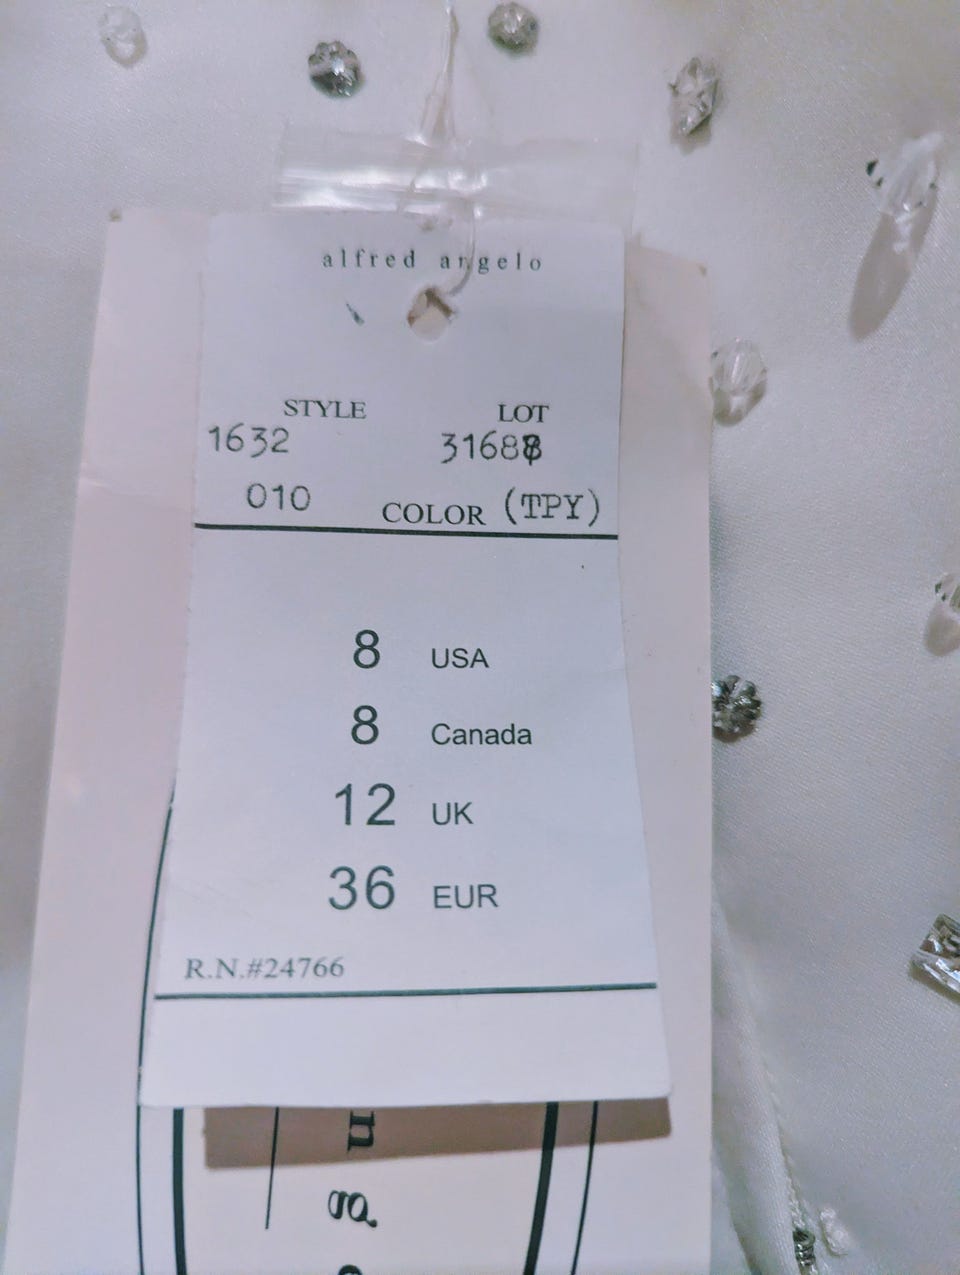 alfred angelo
STYLE LOT
1632
010 COLOR (TPY)
8 USA
8 Canada
12 UK
36 EUR
R.N.#24766